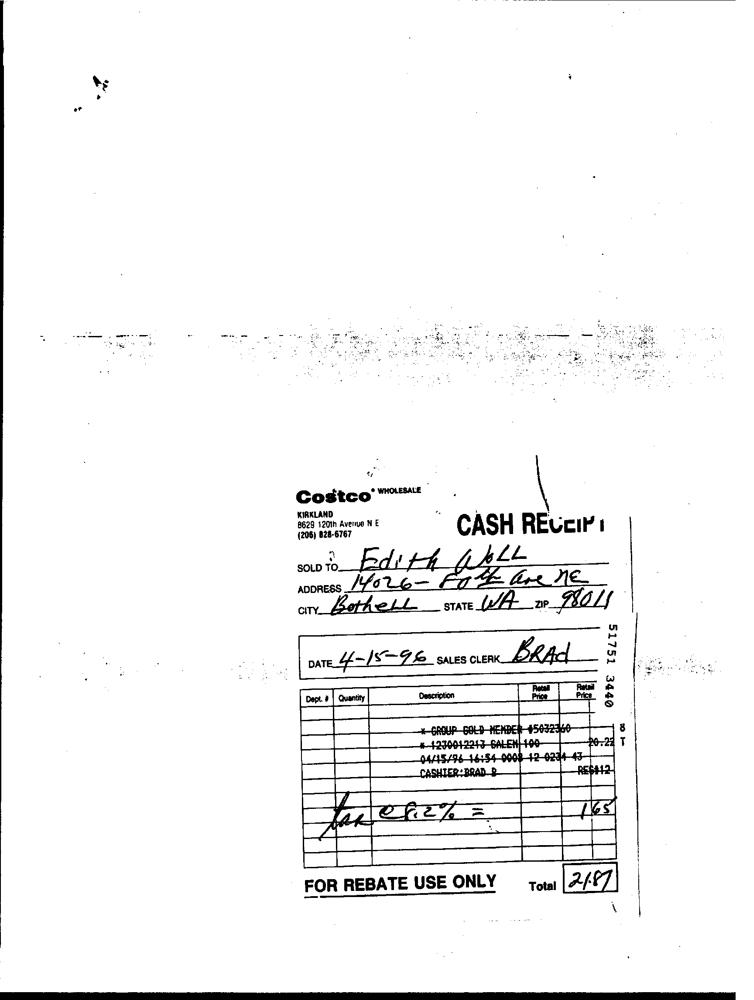 Costco WHOLESALE
KIRKLAND
8629 120th Avenue N E
(206) 828-6767
CASH RECEIPT
SOLD TO Edith Woll
ADDRESS 14026- Ave NE
CITY Bothell STATE WA ZIP 98011
DATE 4-15-96 SALES CLERK BRAd
51751 3440
Dept. # Quantity Description Retail Price Retail Price
* GROUP GOLD MEMBER #5032360 8
* 1230012213 SALEM 100 20.22 T
04/15/96 16:54 0008 12 0234 43
CASHIER:BRAD B REG#12
tax @ 8.2% = 1 65
FOR REBATE USE ONLY Total 21.87